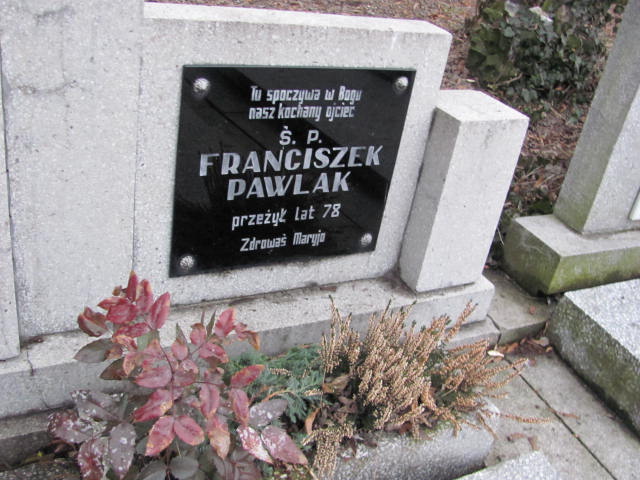 Tu spoczywa w Bogu
nasz kochany ojciec
Ś. P.
FRANCISZEK
PAWLAK
przeżył lat 78
Zdrowaś Maryjo